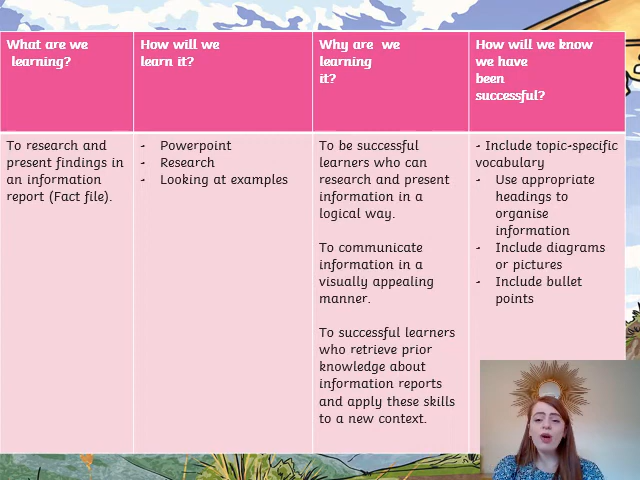 What are we
learning?
How will we
learn it?
Why are we
learning
it?
How will we know
we have
been
successful?
To research and
present findings in
an information
report (Fact file).
- Powerpoint
- Research
- Looking at examples
To be successful
learners who can
research and present
information in a
logical way.
To communicate
information in a
visually appealing
manner.
To successful learners
who retrieve prior
knowledge about
information reports
and apply these skills
to a new context.
- Include topic-specific
vocabulary
- Use appropriate
headings to
organise
information
- Include diagrams
or pictures
- Include bullet
points